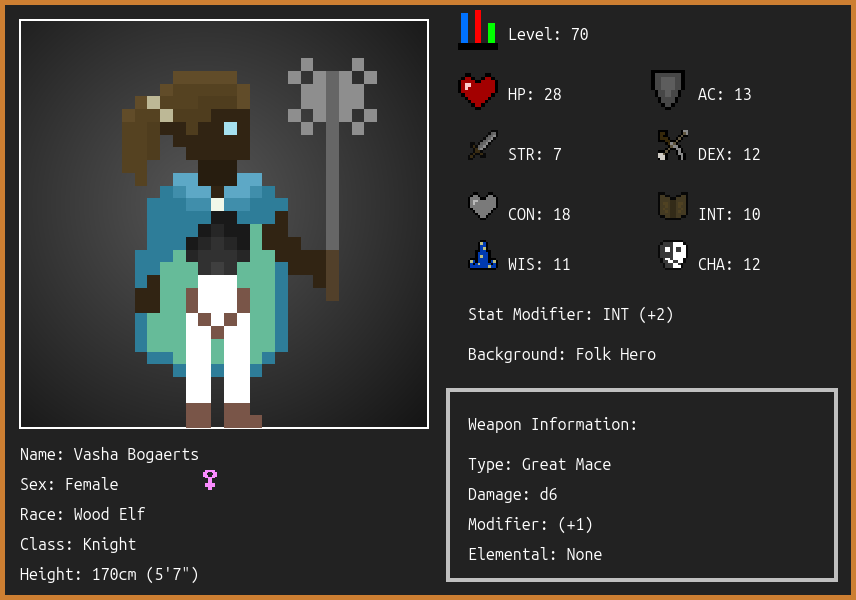 Level: 70
HP: 28
AC: 13
STR: 7
DEX: 12
CON: 18
INT: 10
WIS: 11
CHA: 12
Stat Modifier: INT (+2)
Background: Folk Hero
Weapon Information:
Type: Great Mace
Damage: d6
Modifier: (+1)
Elemental: None
Name: Vasha Bogaerts
Sex: Female
Race: Wood Elf
Class: Knight
Height: 170cm (5'7")